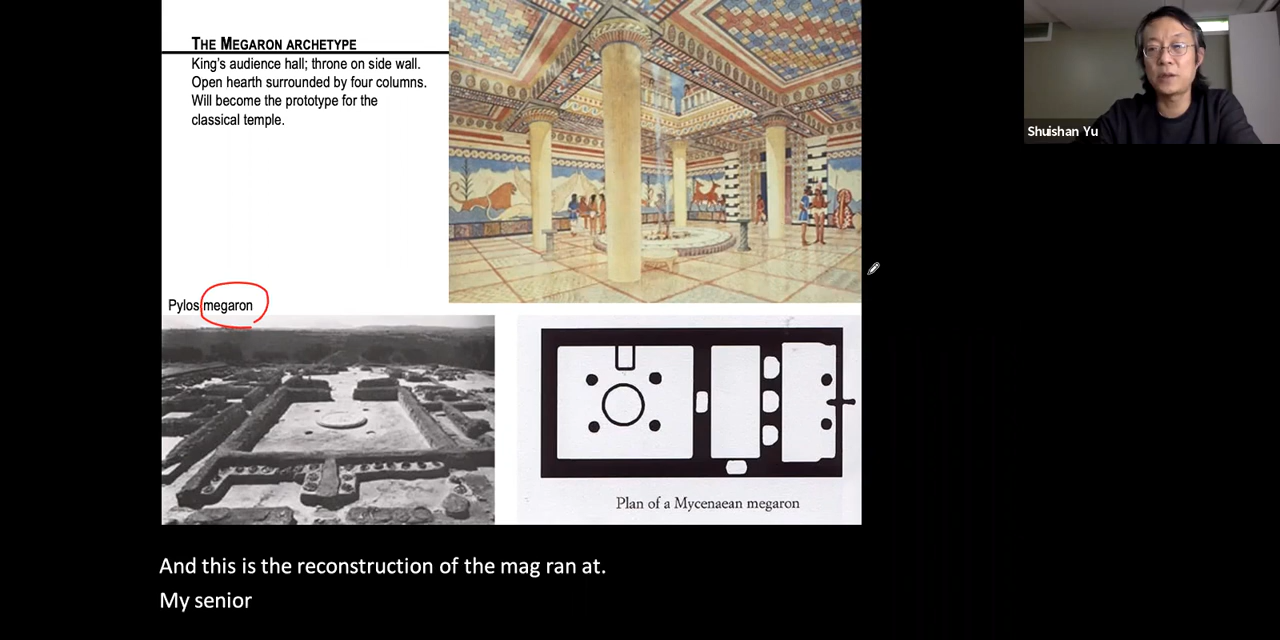 THE MEGARON ARCHETYPE
King's audience hall; throne on side wall.
Open hearth surrounded by four columns.
Will become the prototype for the
classical temple.
Shuishan Yu
Pylos megaron
Plan of a Mycenaean megaron
And this is the reconstruction of the mag ran at.
My senior